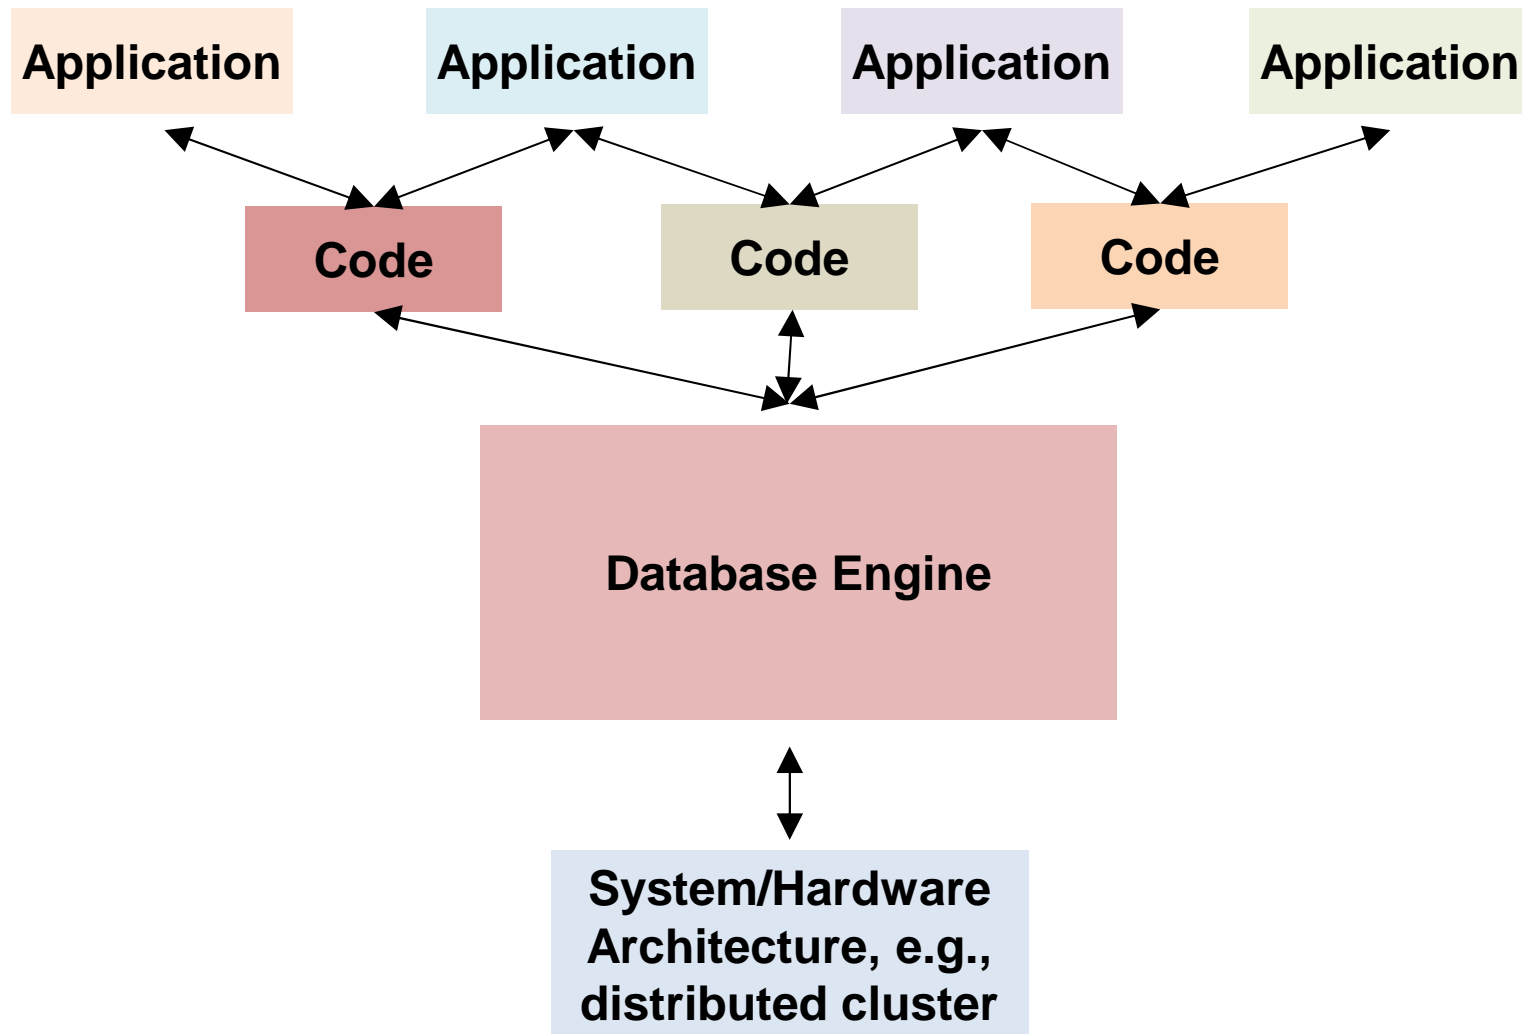 Application
Application
Application
Application
Code
Code
Code
Database Engine
System/Hardware
Architecture, e.g.,
distributed cluster